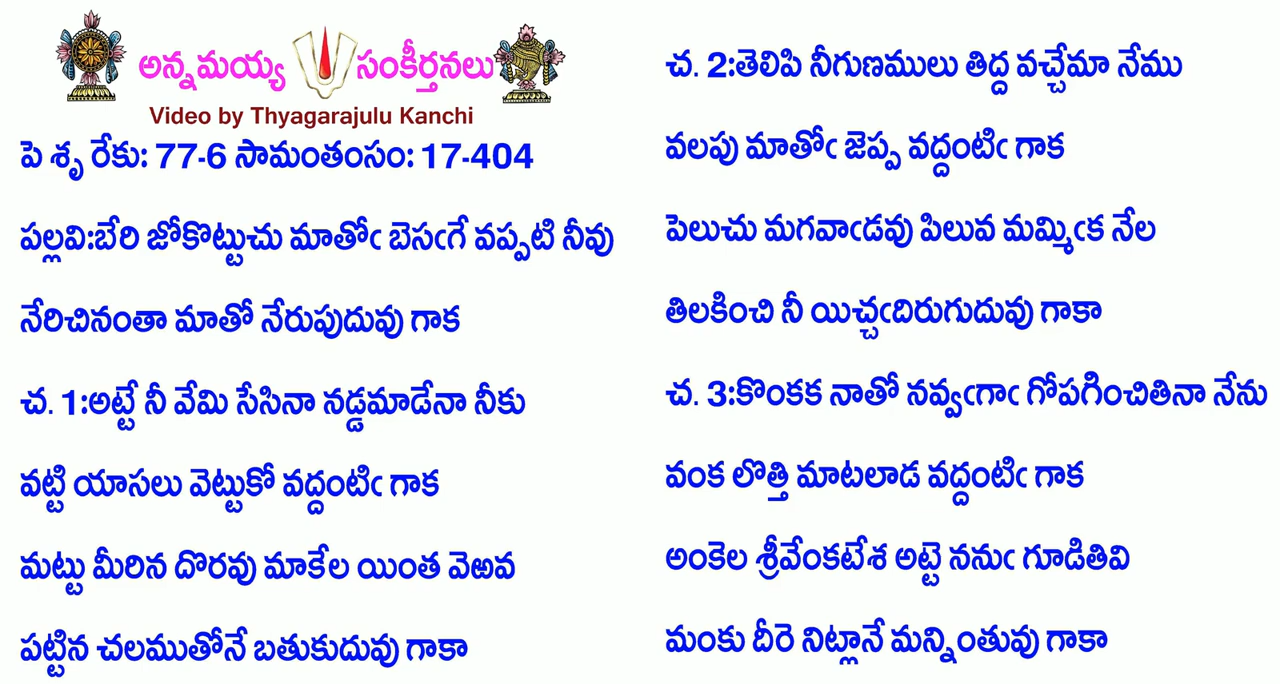 అన్నమయ్య సంకీర్తనలు
Video by Thyagarajulu Kanchi
పె శృ రేకు: 77-6 సామంతంసం: 17-404
పల్లవి:బేరి జోకొట్టుచు మాతోఁ బెసఁగే వప్పటి నీవు
నేరిచినంతా మాతో నేరుపుదువు గాక
చ. 1:అట్టే నీ వేమి సేసినా నడ్డమాడేనా నీకు
వట్టి యాసలు వెట్టుకో వద్దంటిఁ గాక
మట్టు మీరిన దొరవు మాకేల యింత వెఱవ
పట్టిన చలముతోనే బతుకుదువు గాకా
చ. 2:తెలిపి నీగుణములు తిద్ద వచ్చేమా నేము
వలపు మాతోఁ జెప్ప వద్దంటిఁ గాక
పెలుచు మగవాఁడవు పిలువ మమ్మిఁక నేల
తిలకించి నీ యిచ్చఁదిరుగుదువు గాకా
చ. 3:కొంకక నాతో నవ్వఁగాఁ గోపగించితినా నేను
వంక లొత్తి మాటలాడ వద్దంటిఁ గాక
అంకెల శ్రీవేంకటేశ అట్టె ననుఁ గూడితివి
మంకు దీరె నిట్లానే మన్నింతువు గాకా